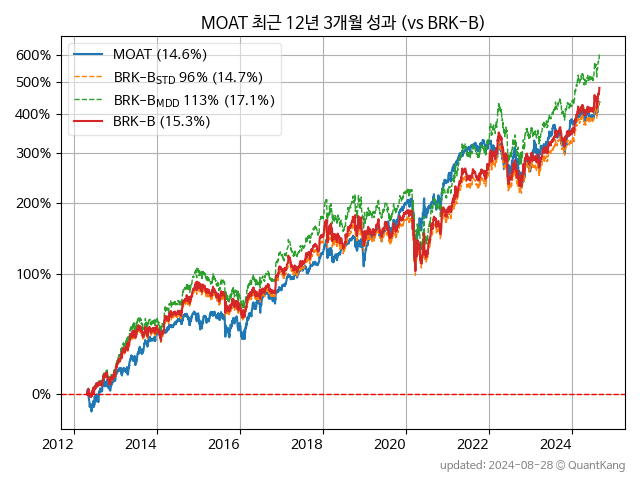 MOAT 최근 12년 3개월 성과 (vs BRK-B)
MOAT (14.6%)
BRK-B_STD 96% (14.7%)
BRK-B_MDD 113% (17.1%)
BRK-B (15.3%)
600%
500%
400%
300%
200%
100%
0%
2012 2014 2016 2018 2020 2022 2024
updated: 2024-08-28 © QuantKang